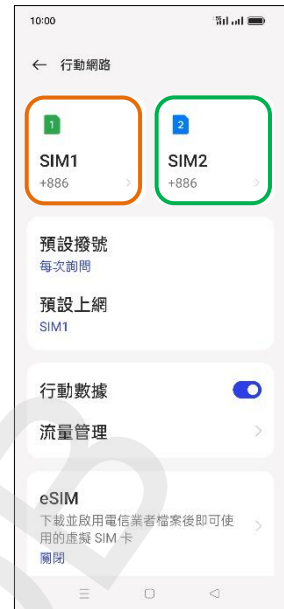 10:00
← 行動網路
1
2
SIM1
SIM2
+886
+886
預設撥號
每次詢問
預設上網
SIM1
行動數據
流量管理
eSIM
下載並啟用電信業者檔案後即可使
用的虛擬 SIM 卡
關閉